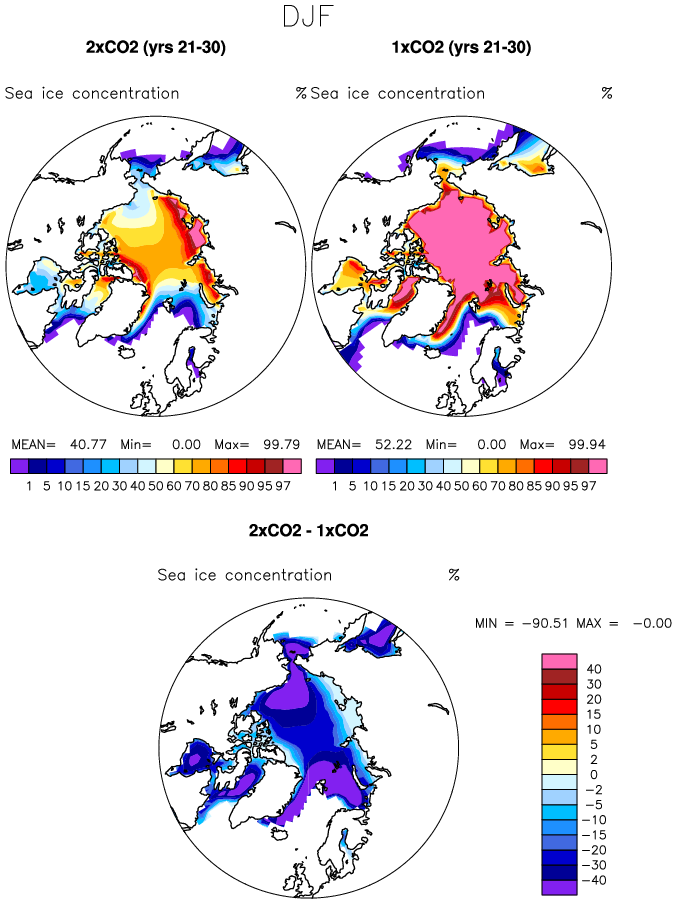 DJF
2xCO2 (yrs 21-30) 1xCO2 (yrs 21-30)
Sea ice concentration % Sea ice concentration %
MEAN= 40.77 Min= 0.00 Max= 99.79 MEAN= 52.22 Min= 0.00 Max= 99.94
1 5 10 15 20 30 40 50 60 70 80 85 90 95 97 1 5 10 15 20 30 40 50 60 70 80 85 90 95 97
2xCO2 - 1xCO2
Sea ice concentration %
MIN = -90.51 MAX = -0.00
40
30
20
15
10
5
2
0
-2
-5
-10
-15
-20
-30
-40